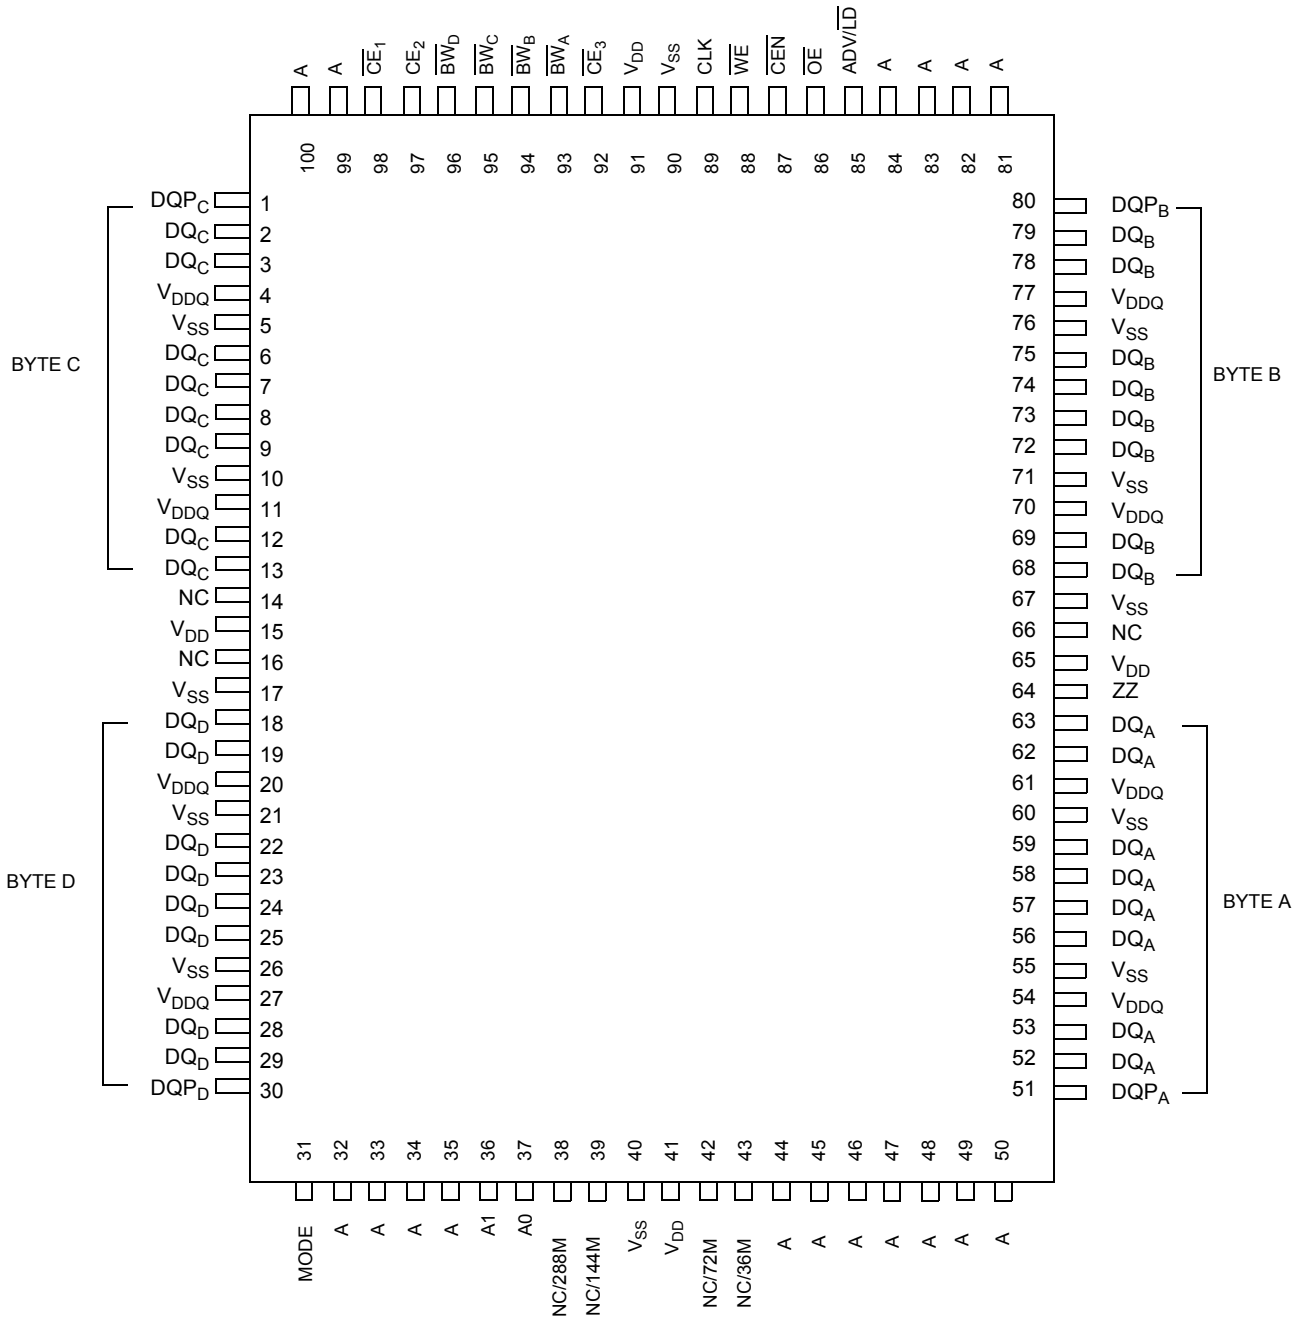 A A CE1 CE2 BWD BWC BWB BWA CE3 VDD VSS CLK WE CEN OE ADV/LD A A A A
100 99 98 97 96 95 94 93 92 91 90 89 88 87 86 85 84 83 82 81
DQPC 1 80 DQPB
DQC 2 79 DQB
DQC 3 78 DQB
VDDQ 4 77 VDDQ
VSS 5 76 VSS
DQC 6 75 DQB
BYTE C
DQC 7 74 DQB
BYTE B
DQC 8 73 DQB
DQC 9 72 DQB
VSS 10 71 VSS
VDDQ 11 70 VDDQ
DQC 12 69 DQB
DQC 13 68 DQB
NC 14 67 VSS
VDD 15 66 NC
NC 16 65 VDD
VSS 17 64 ZZ
DQD 18 63 DQA
DQD 19 62 DQA
VDDQ 20 61 VDDQ
VSS 21 60 VSS
DQD 22 59 DQA
DQD 23 58 DQA
BYTE D
DQD 24 57 DQA
BYTE A
DQD 25 56 DQA
VSS 26 55 VSS
VDDQ 27 54 VDDQ
DQD 28 53 DQA
DQD 29 52 DQA
DQPD 30 51 DQPA
31 32 33 34 35 36 37 38 39 40 41 42 43 44 45 46 47 48 49 50
MODE A A A A A1 A0 NC/288M NC/144M VSS VDD NC/72M NC/36M A A A A A A A